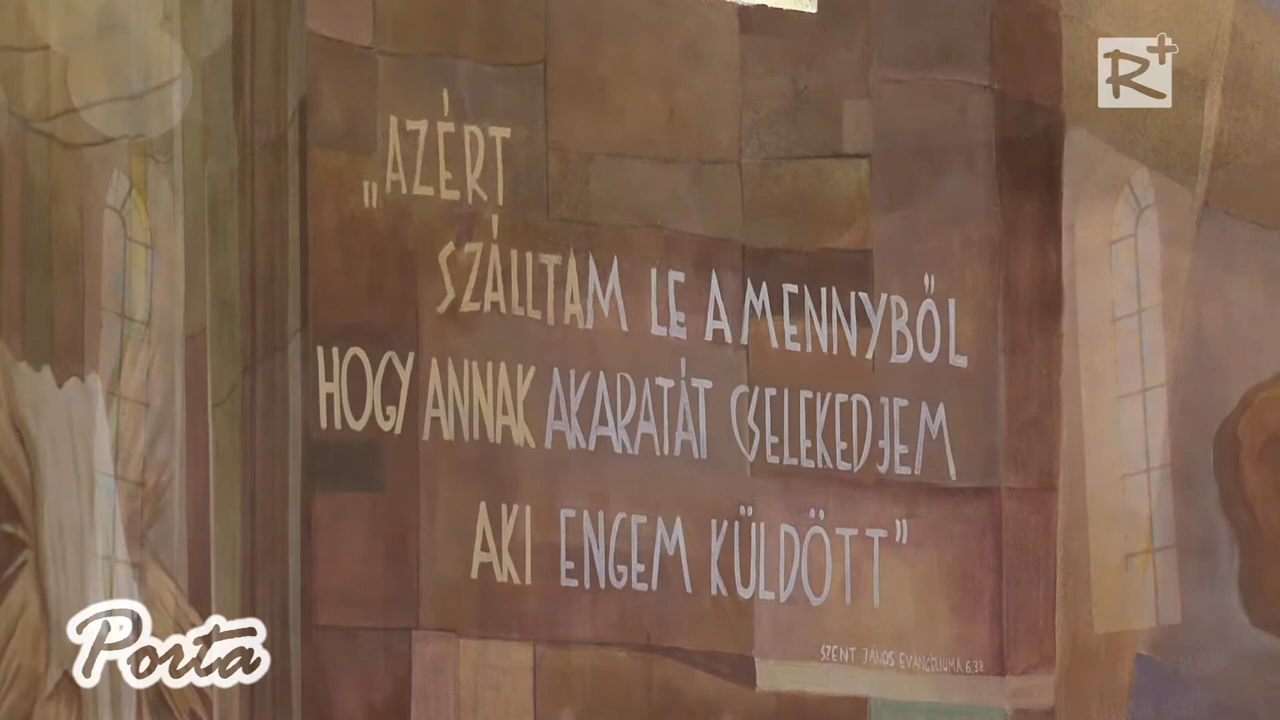 R+
„AZÉRT
SZÁLLTAM LE A MENNYBŐL
HOGY ANNAK AKARATÁT CSELEKEDJEM
AKI ENGEM KÜLDÖTT”
SZENT JÁNOS EVANGÉLIUMA 6,38
Porta